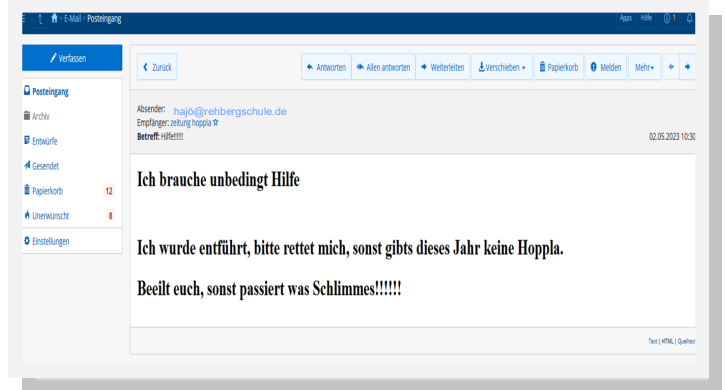 E-Mail Posteingang
Apps Hilfe 1
Verfassen
Posteingang
Archiv
Entwürfe
Gesendet
Papierkorb 12
Unerwünscht 8
Einstellungen
Zurück
Antworten Allen antworten Weiterleiten Verschieben Papierkorb Melden Mehr
Absender: hajö@rehbergschule.de
Empfänger: zeitung hoppla
Betreff: Hilfe!!!!!
02.05.2023 10:30
Ich brauche unbedingt Hilfe
Ich wurde entführt, bitte rettet mich, sonst gibts dieses Jahr keine Hoppla.
Beeilt euch, sonst passiert was Schlimmes!!!!!!
Text | HTML |